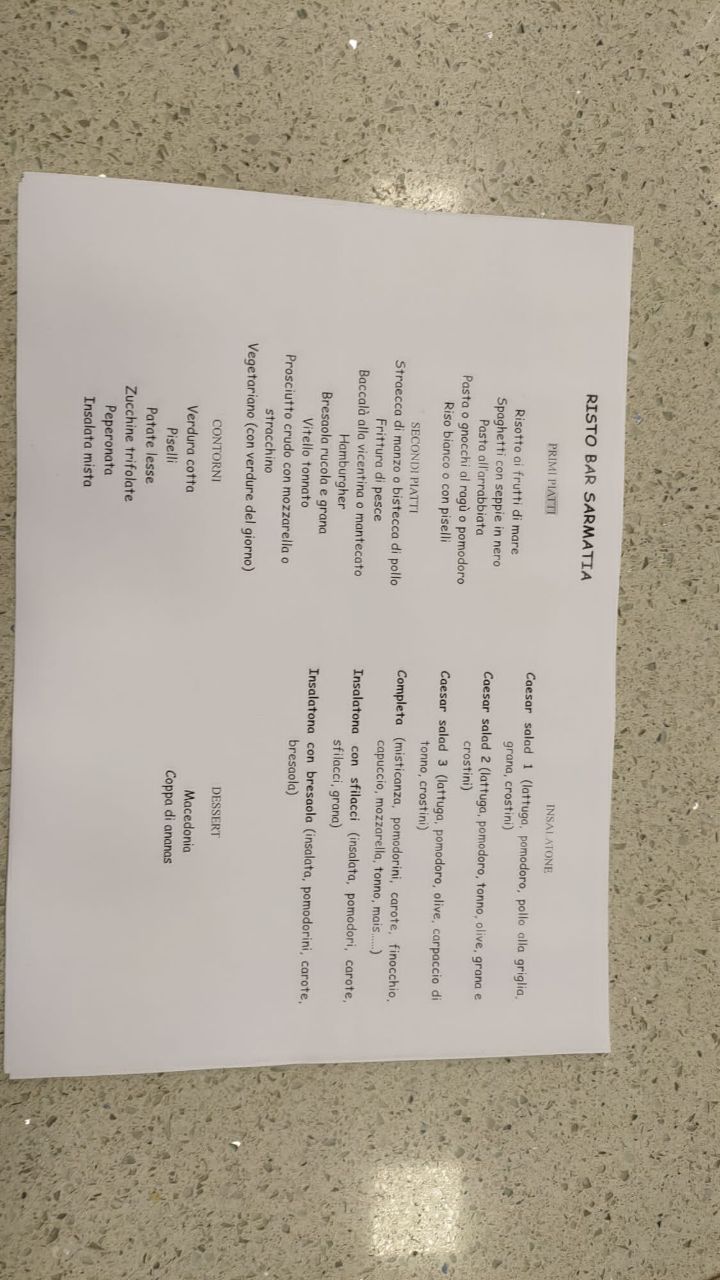 RISTO BAR SARMATIA
PRIMI PIATTI
Risotto ai frutti di mare
Spaghetti con seppie in nero
Pasta all'arrabbiata
Pasta o gnocchi al ragù o pomodoro
Riso bianco o con piselli
SECONDI PIATTI
Straecca di manzo o bistecca di pollo
Frittura di pesce
Baccalà alla vicentina o mantecato
Hamburgher
Bresaola rucola e grana
Vitello tonnato
Prosciutto crudo con mozzarella o
stracchino
Vegetariano (con verdure del giorno)
CONTORNI
Verdura cotta
Piselli
Patate lesse
Zucchine trifolate
Peperonata
Insalata mista
INSALATONE
Caesar salad 1 (lattuga, pomodoro, pollo alla griglia,
grana, crostini)
Caesar salad 2 (lattuga, pomodoro, tonno, olive, grana e
crostini)
Caesar salad 3 (lattuga, pomodoro, olive, carpaccio di
tonno, crostini)
Completa (misticanza, pomodorini, carote, finocchio,
capuccio, mozzarella, tonno, mais.....)
Insalatona con sfilacci (insalata, pomodori, carote,
sfilacci, grana)
Insalatona con bresaola (insalata, pomodorini, carote,
bresaola)
DESSERT
Macedonia
Coppa di ananas